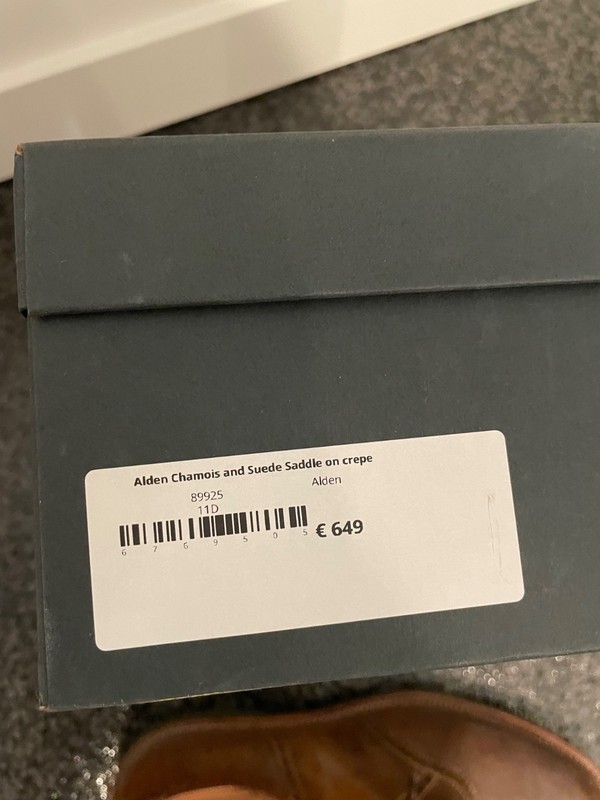 Alden Chamois and Suede Saddle on crepe
89925 Alden
11D
€ 649
6 7 6 9 5 0 5